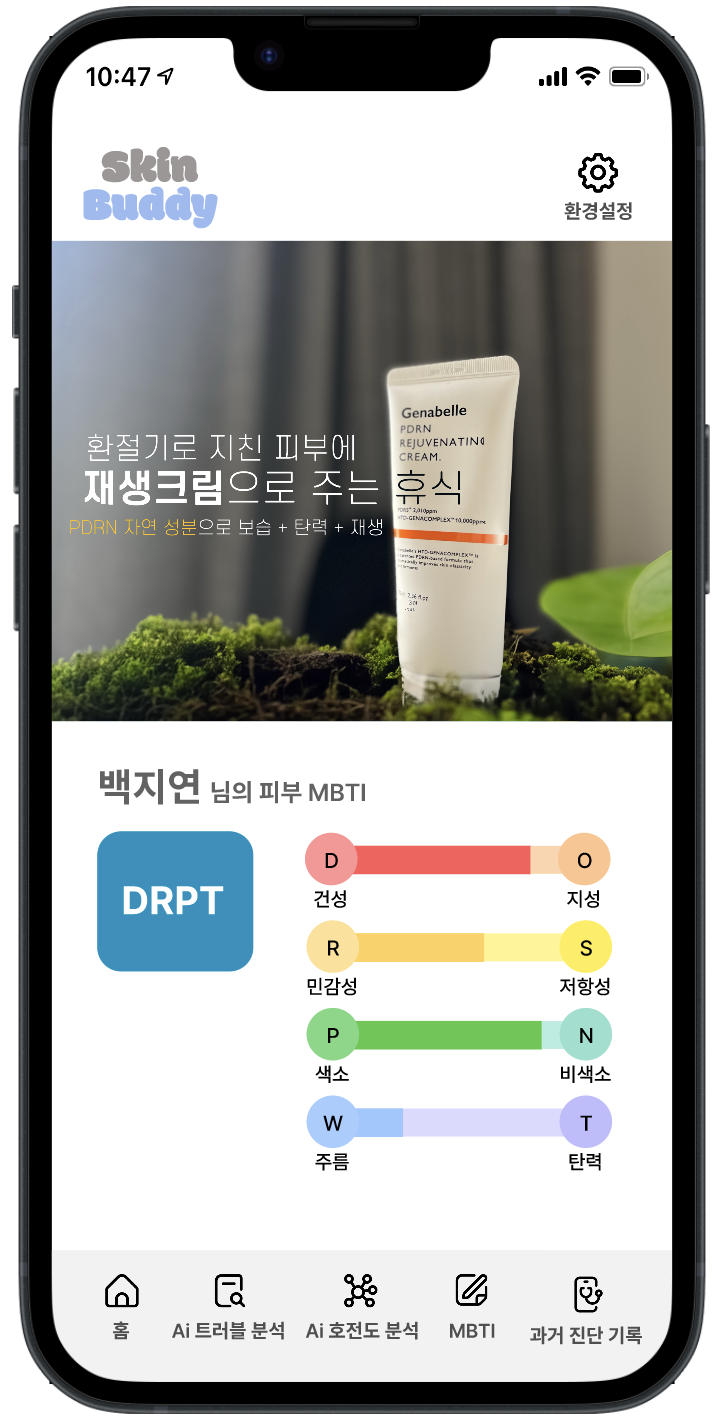 10:47
Skin
Buddy
환경설정
Genabelle
PDRN
REJUVENATING
CREAM.
환절기로 지친 피부에
재생크림으로 주는 휴식
PDRN 자연 성분으로 보습 + 탄력 + 재생
HTD-GENACOMPLEX™ 10,000ppm
백지연 님의 피부 MBTI
DRPT
D O
건성 지성
R S
민감성 저항성
P N
색소 비색소
W T
주름 탄력
홈 Ai 트러블 분석 Ai 호전도 분석 MBTI 과거 진단 기록